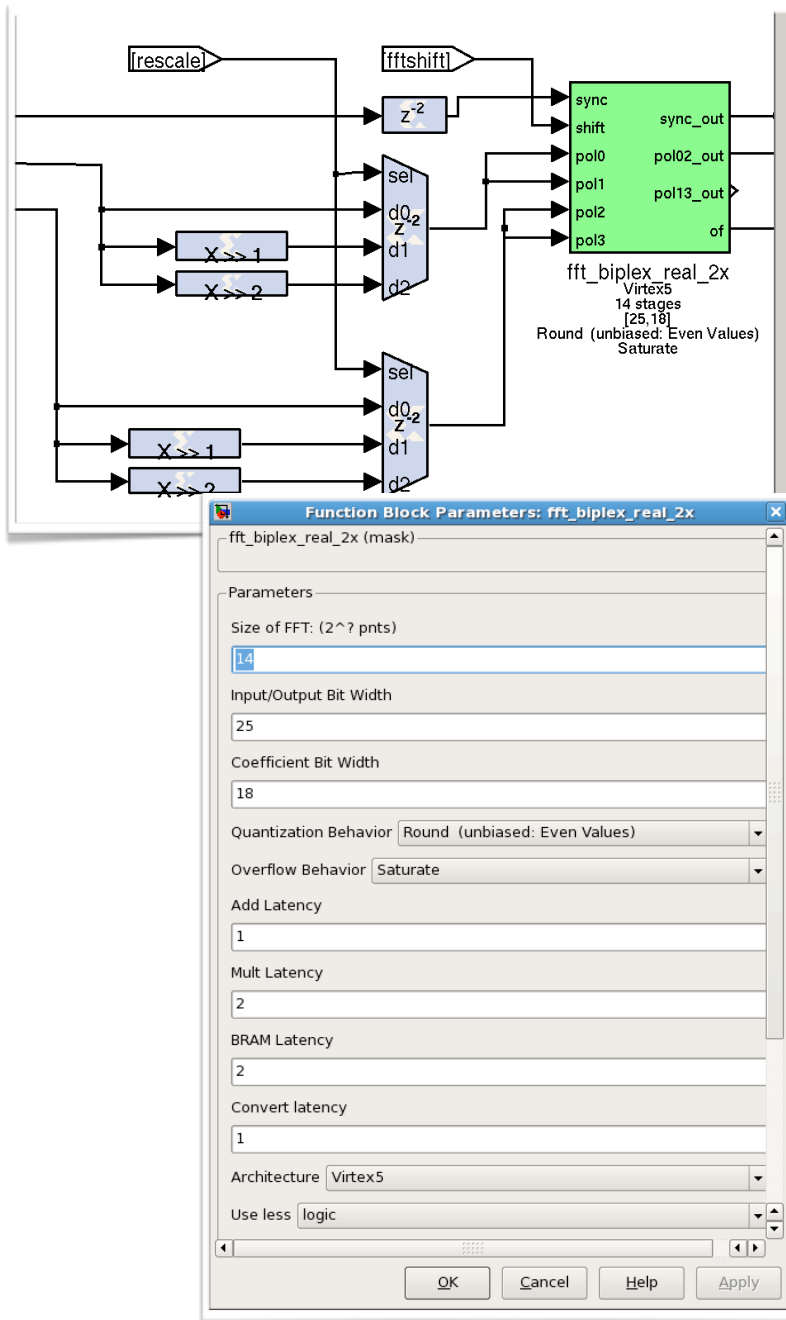 [rescale]
[fftshift]
z-2
sync
shift
pol0
pol1
pol2
pol3
sync_out
pol02_out
pol13_out
of
sel
d0
z-2
d1
d2
X >> 1
X >> 2
fft_biplex_real_2x
Virtex5
14 stages
[25,18]
Round (unbiased: Even Values)
Saturate
sel
d0
z-2
d1
d2
X >> 1
X >> 2
Function Block Parameters: fft_biplex_real_2x
fft_biplex_real_2x (mask)
Parameters
Size of FFT: (2^? pnts)
14
Input/Output Bit Width
25
Coefficient Bit Width
18
Quantization Behavior Round (unbiased: Even Values)
Overflow Behavior Saturate
Add Latency
1
Mult Latency
2
BRAM Latency
2
Convert latency
1
Architecture Virtex5
Use less logic
OK Cancel Help Apply